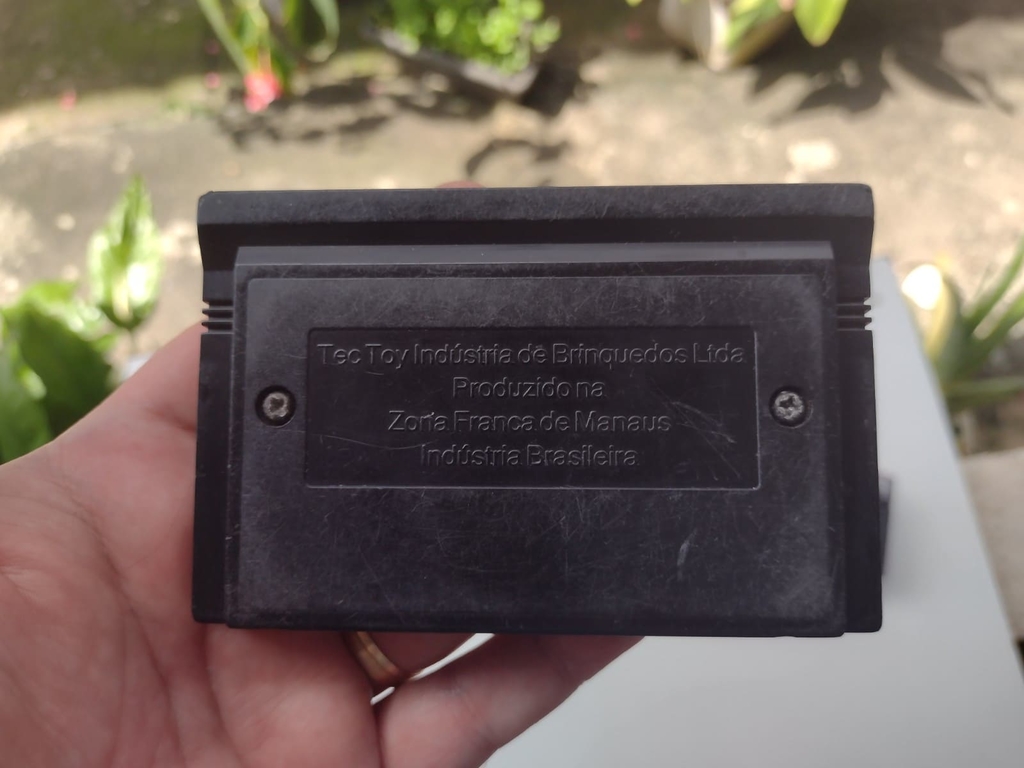 Tec Toy Indústria de Brinquedos Ltda
Produzido na
Zona Franca de Manaus
Indústria Brasileira